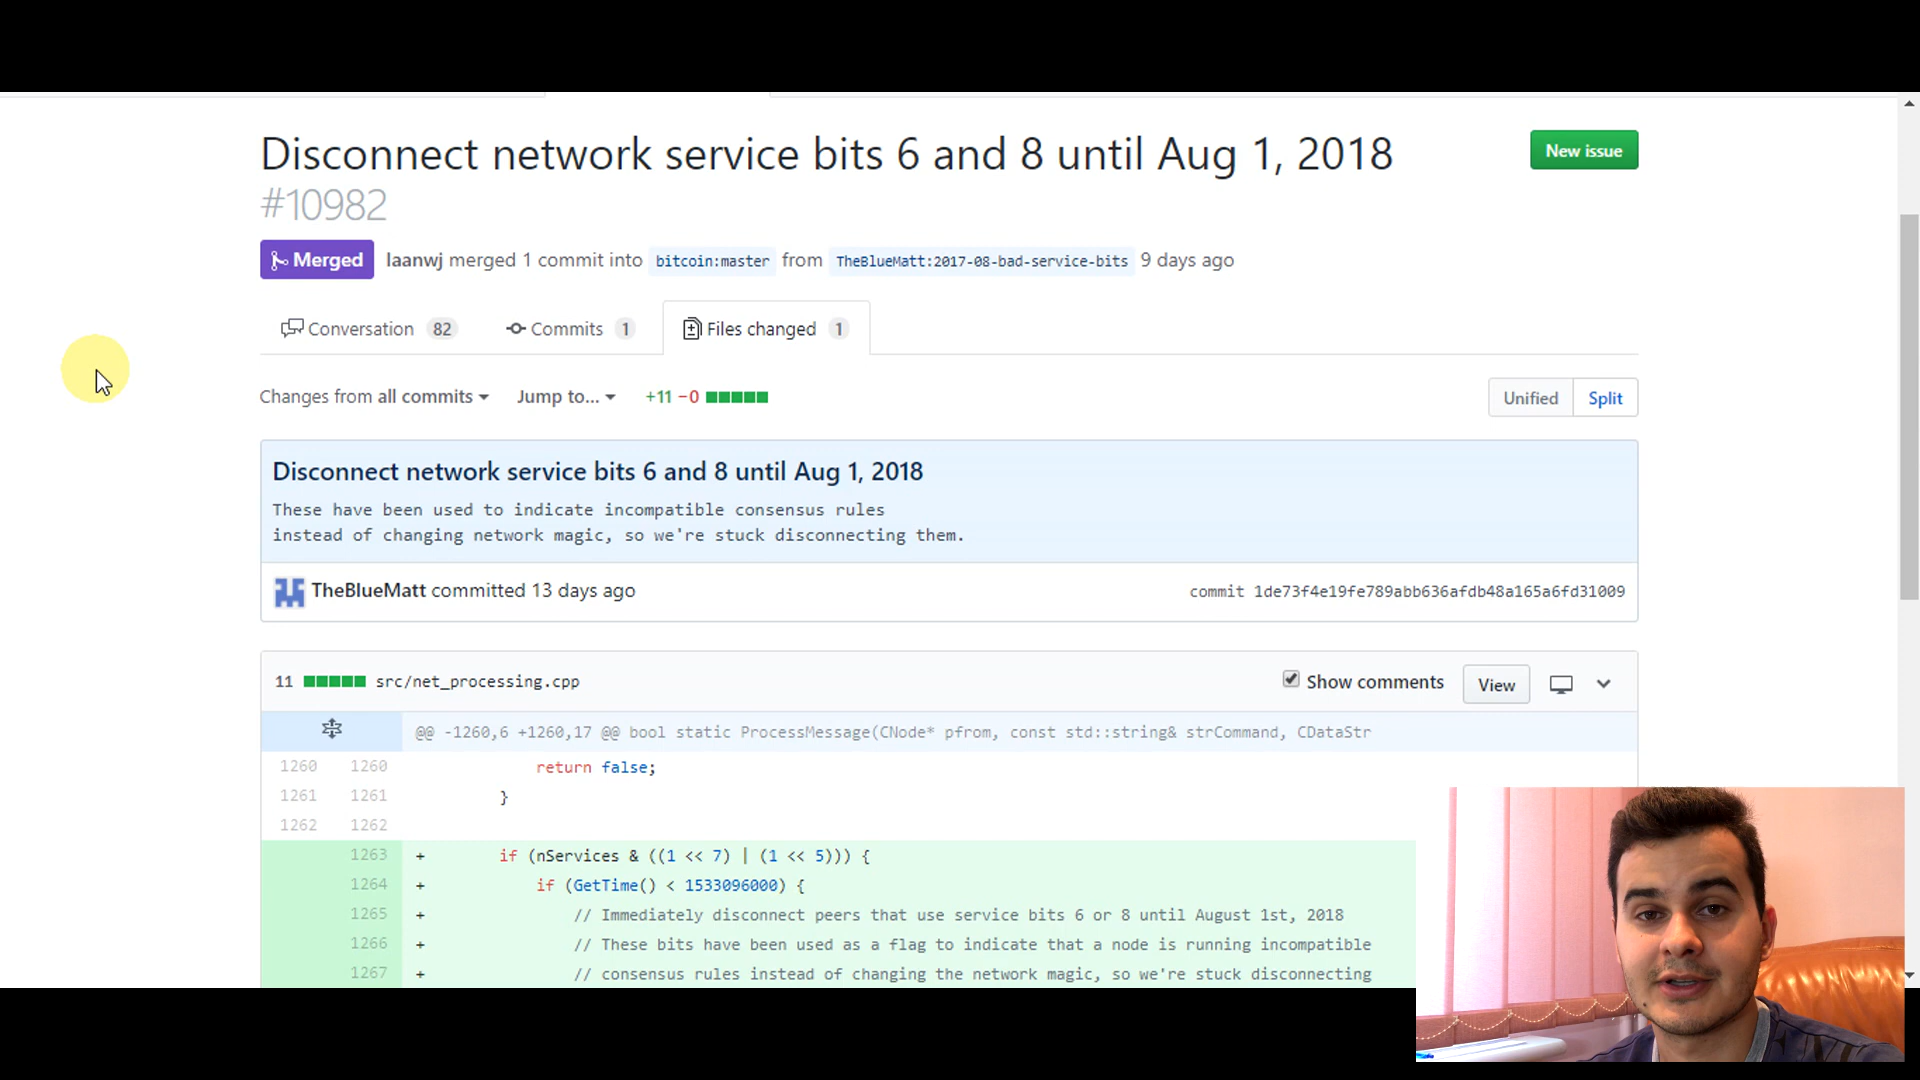 Disconnect network service bits 6 and 8 until Aug 1, 2018
#10982
New issue
Merged laanwj merged 1 commit into bitcoin:master from TheBlueMatt:2017-08-bad-service-bits 9 days ago
Conversation 82 Commits 1 Files changed 1
Changes from all commits Jump to... +11 −0 Unified Split
Disconnect network service bits 6 and 8 until Aug 1, 2018
These have been used to indicate incompatible consensus rules
instead of changing network magic, so we're stuck disconnecting them.
TheBlueMatt committed 13 days ago commit 1de73f4e19fe789abb636afdb48a165a6fd31009
11 src/net_processing.cpp Show comments View
@@ -1260,6 +1260,17 @@ bool static ProcessMessage(CNode* pfrom, const std::string& strCommand, CDataStr
1260 1260 return false;
1261 1261 }
1262 1262
1263 + if (nServices & ((1 << 7) | (1 << 5))) {
1264 + if (GetTime() < 1533096000) {
1265 + // Immediately disconnect peers that use service bits 6 or 8 until August 1st, 2018
1266 + // These bits have been used as a flag to indicate that a node is running incompatible
1267 + // consensus rules instead of changing the network magic, so we're stuck disconnecting